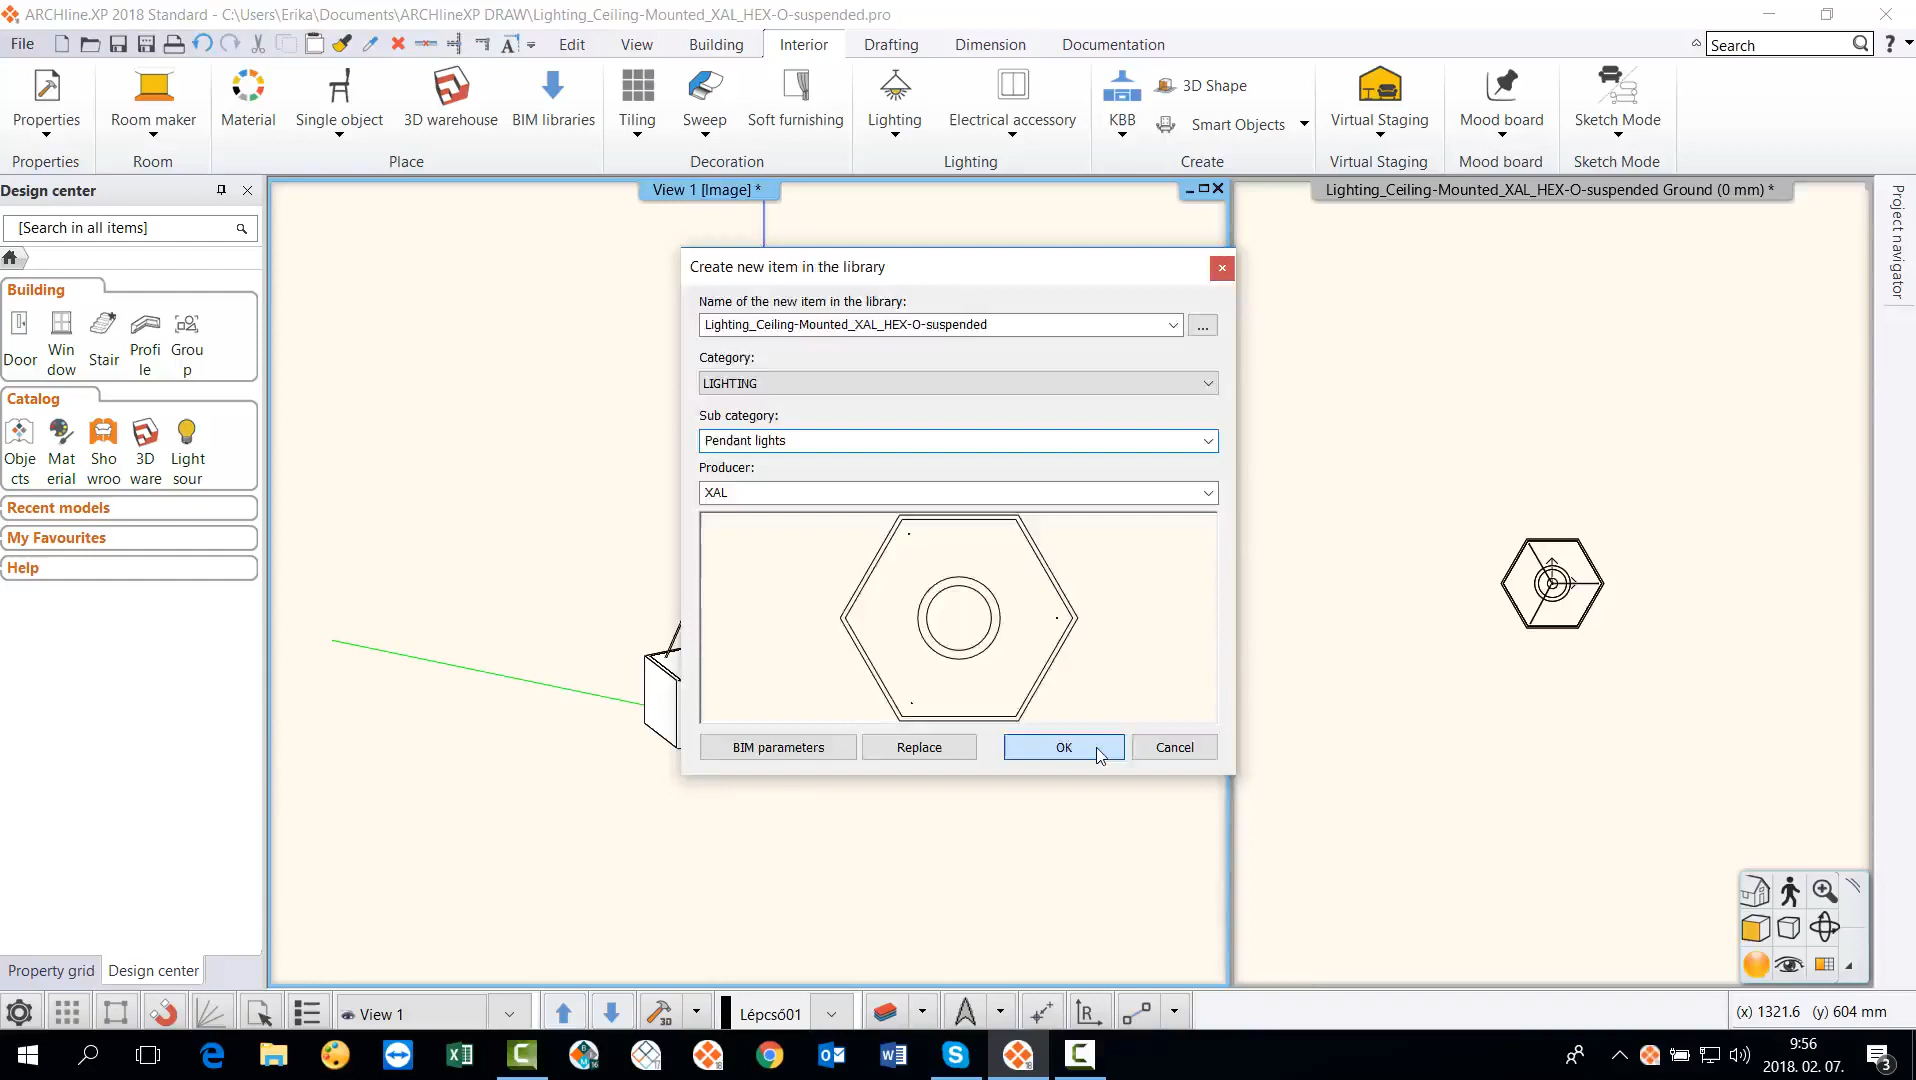 ARCHline.XP 2018 Standard - C:\Users\Erika\Documents\ARCHlineXP DRAW\Lighting_Ceiling-Mounted_XAL_HEX-O-suspended.pro
File Edit View Building Interior Drafting Dimension Documentation Search ?
Properties Room maker Material Single object 3D warehouse BIM libraries Tiling Sweep Soft furnishing Lighting Electrical accessory KBB 3D Shape Smart Objects Virtual Staging Mood board Sketch Mode
Properties Room Place Decoration Lighting Create Virtual Staging Mood board Sketch Mode
Design center
View 1 [Image] *
Lighting_Ceiling-Mounted_XAL_HEX-O-suspended Ground (0 mm) *
Project navigator
[Search in all items]
Building
Door Win dow Stair Profi le Grou p
Catalog
Obje cts Mat erial Sho wroo 3D ware Light sour
Recent models
My Favourites
Help
Create new item in the library
Name of the new item in the library:
Lighting_Ceiling-Mounted_XAL_HEX-O-suspended
...
Category:
LIGHTING
Sub category:
Pendant lights
Producer:
XAL
BIM parameters Replace OK Cancel
Property grid Design center
View 1
3D
Lépcső01
(x) 1321.6 (y) 604 mm
9:56
2018. 02. 07.
3